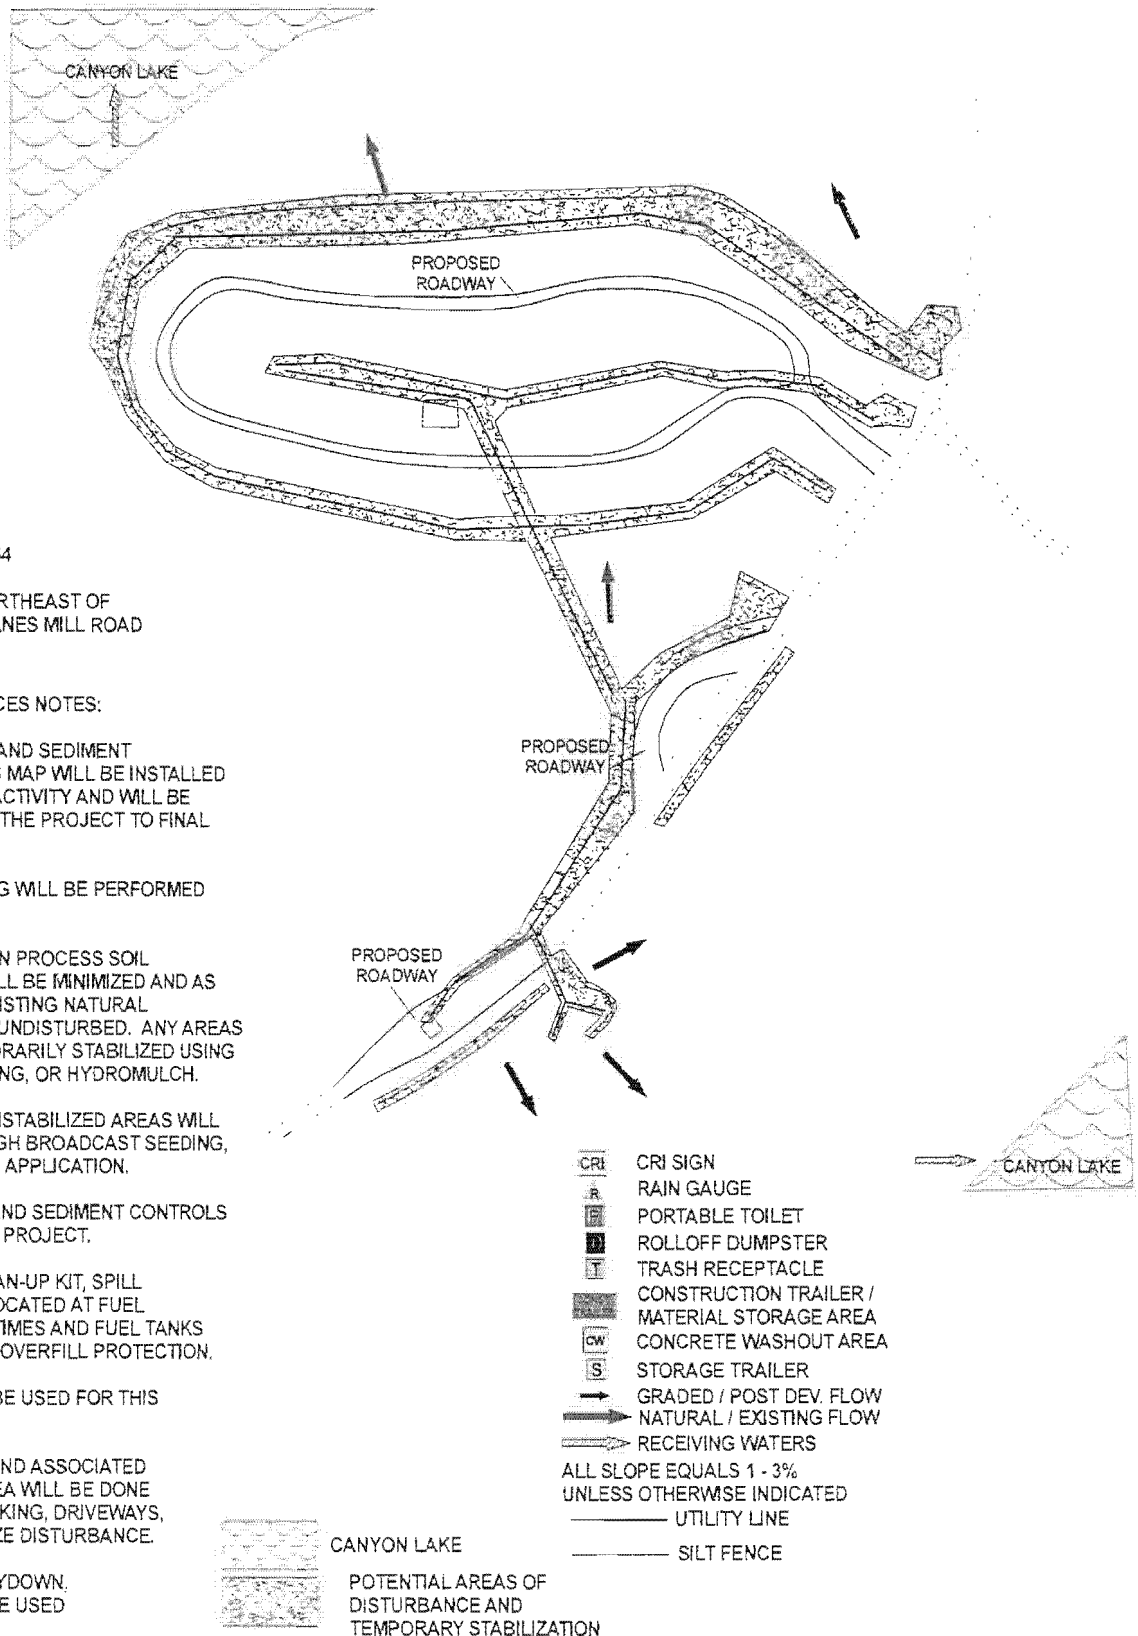 CANYON LAKE
PROPOSED
ROADWAY
64
RTHEAST OF
ANES MILL ROAD
CES NOTES:
AND SEDIMENT
S MAP WILL BE INSTALLED
ACTIVITY AND WILL BE
THE PROJECT TO FINAL
G WILL BE PERFORMED
N PROCESS SOIL
LL BE MINIMIZED AND AS
ISTING NATURAL
UNDISTURBED. ANY AREAS
ORARILY STABILIZED USING
NG, OR HYDROMULCH.
NSTABILIZED AREAS WILL
GH BROADCAST SEEDING,
APPLICATION.
ND SEDIMENT CONTROLS
PROJECT.
AN-UP KIT, SPILL
OCATED AT FUEL
TIMES AND FUEL TANKS
OVERFILL PROTECTION.
BE USED FOR THIS
ND ASSOCIATED
EA WILL BE DONE
KING, DRIVEWAYS,
ZE DISTURBANCE.
YDOWN.
E USED
PROPOSED
ROADWAY
PROPOSED
ROADWAY
CANYON LAKE
CRI CRI SIGN
R RAIN GAUGE
P PORTABLE TOILET
D ROLLOFF DUMPSTER
T TRASH RECEPTACLE
CONSTRUCTION TRAILER /
MATERIAL STORAGE AREA
CW CONCRETE WASHOUT AREA
S STORAGE TRAILER
GRADED / POST DEV. FLOW
NATURAL / EXISTING FLOW
RECEIVING WATERS
ALL SLOPE EQUALS 1 - 3%
UNLESS OTHERWISE INDICATED
UTILITY LINE
SILT FENCE
CANYON LAKE
POTENTIAL AREAS OF
DISTURBANCE AND
TEMPORARY STABILIZATION